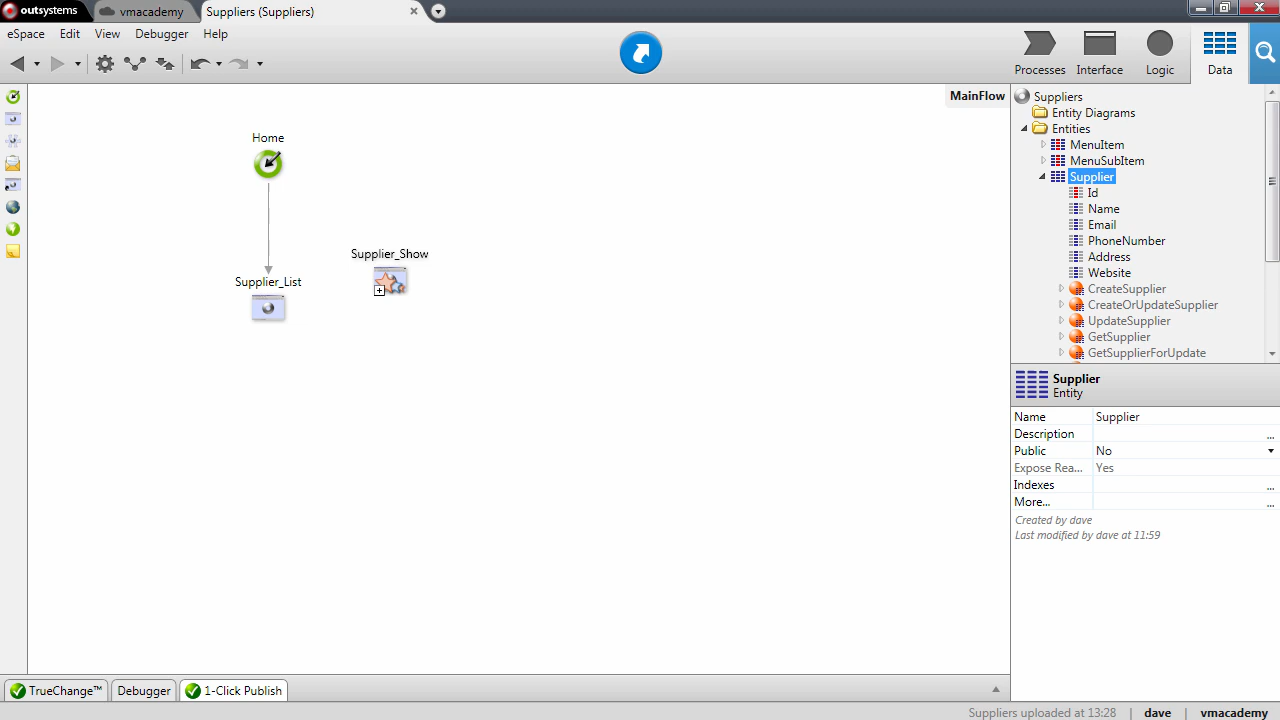 outsystems
vmacademy
Suppliers (Suppliers)
eSpace Edit View Debugger Help
Processes Interface Logic Data
MainFlow
Home
Supplier_List
Supplier_Show
Suppliers
Entity Diagrams
Entities
MenuItem
MenuSubItem
Supplier
Id
Name
Email
PhoneNumber
Address
Website
CreateSupplier
CreateOrUpdateSupplier
UpdateSupplier
GetSupplier
GetSupplierForUpdate
Supplier
Entity
Name Supplier
Description ...
Public No
Expose Rea... Yes
Indexes ...
More... ...
Created by dave
Last modified by dave at 11:59
TrueChange™ Debugger 1-Click Publish
Suppliers uploaded at 13:28 | dave | vmacademy